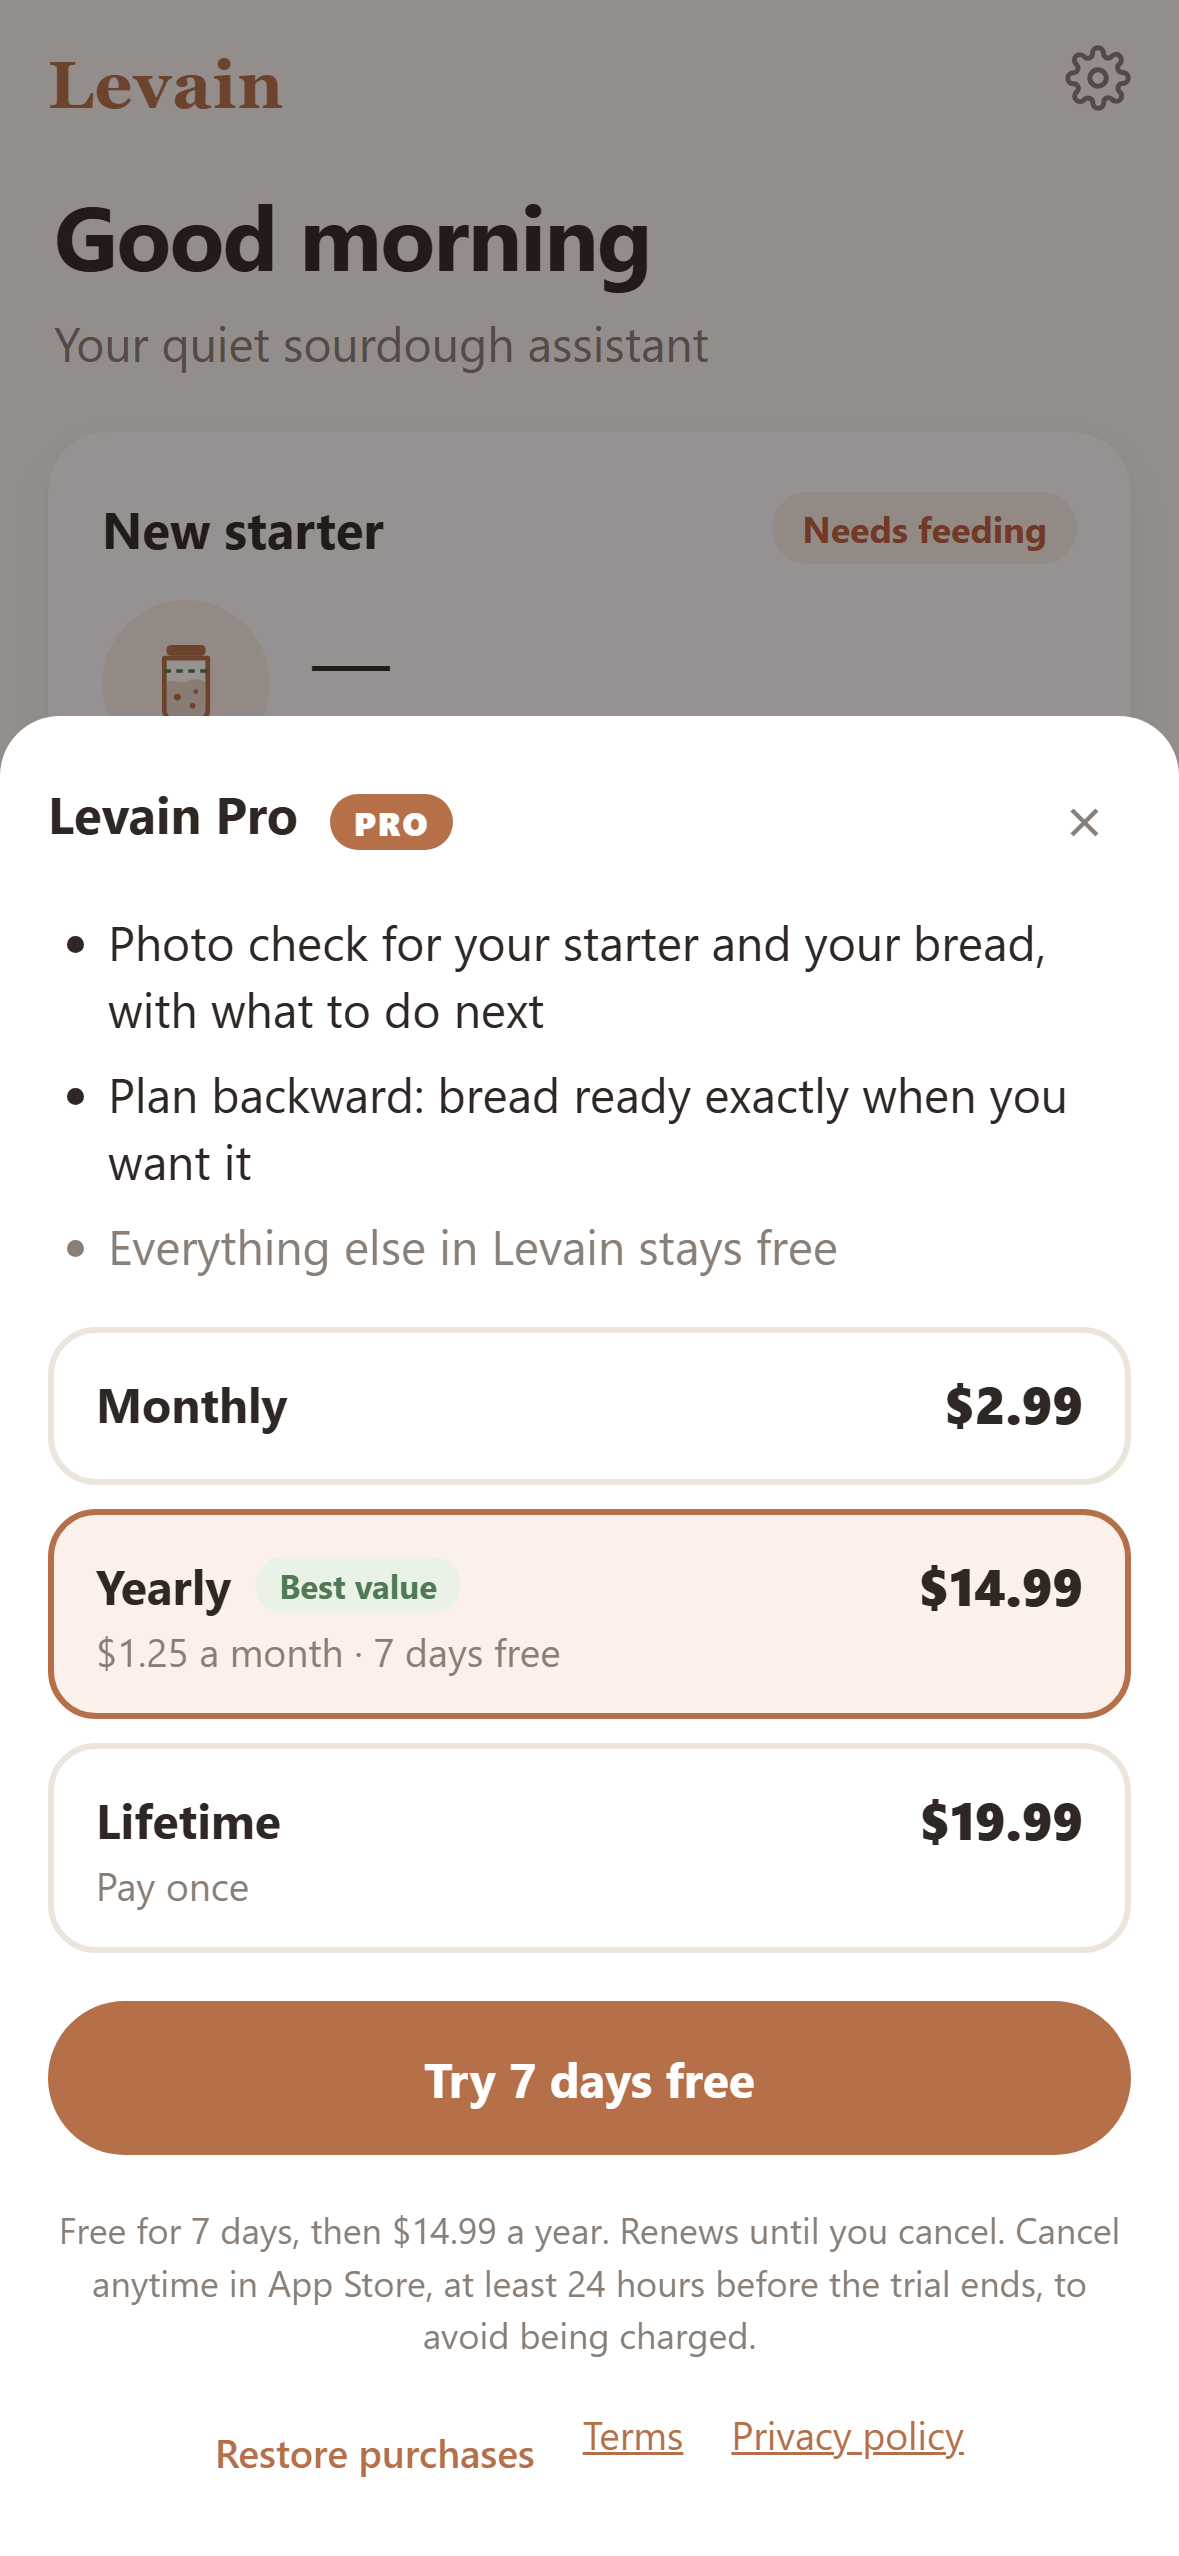 Levain
Good morning
Your quiet sourdough assistant
New starter
Needs feeding
—
Levain Pro
PRO
×
• Photo check for your starter and your bread,
with what to do next
• Plan backward: bread ready exactly when you
want it
• Everything else in Levain stays free
Monthly
$2.99
Yearly
Best value
$14.99
$1.25 a month · 7 days free
Lifetime
$19.99
Pay once
Try 7 days free
Free for 7 days, then $14.99 a year. Renews until you cancel. Cancel
anytime in App Store, at least 24 hours before the trial ends, to
avoid being charged.
Restore purchases
Terms
Privacy policy